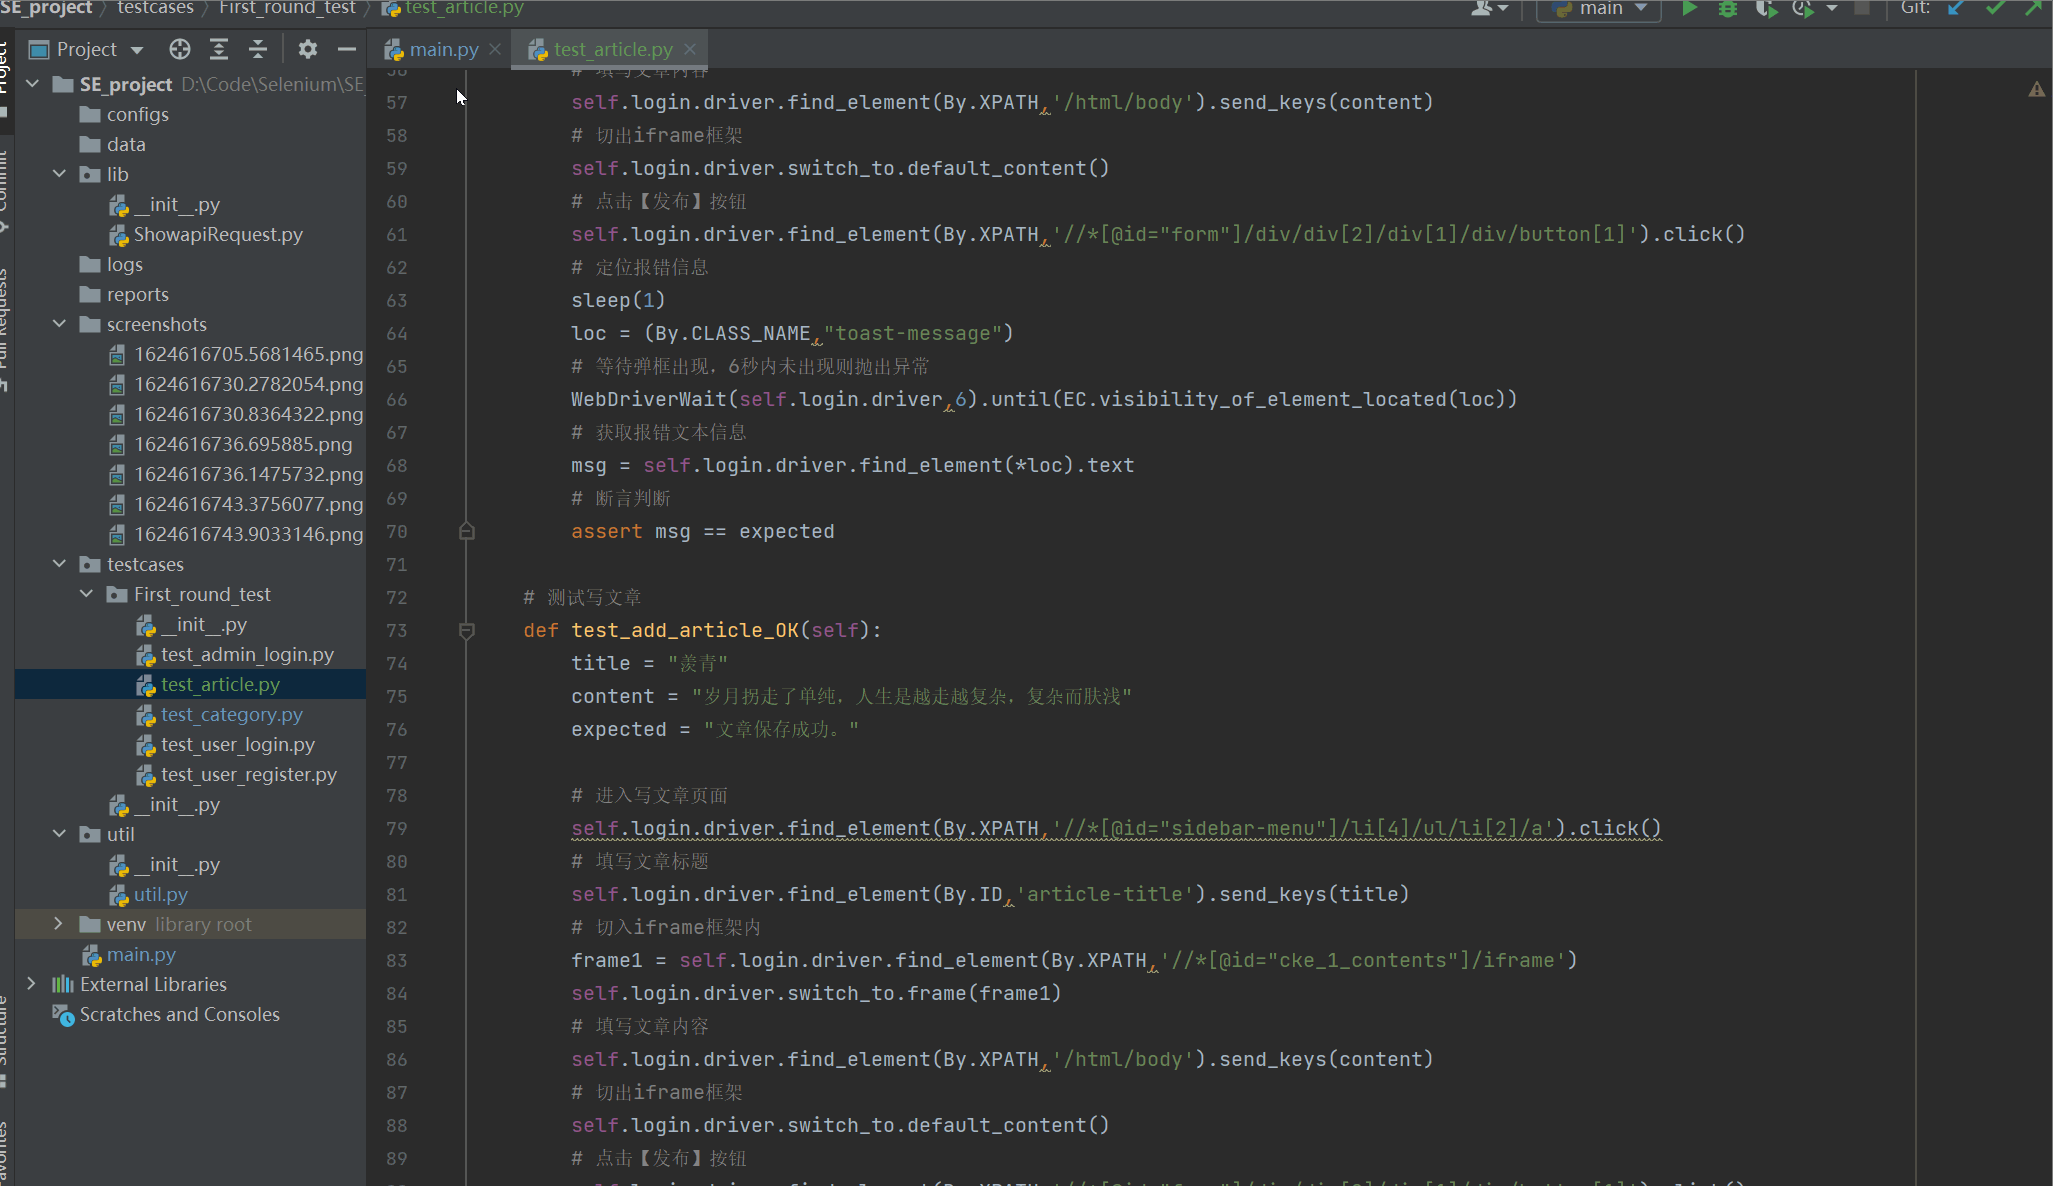 SE_project 〉 testcases 〉 First_round_test 〉 test_article.py
main
Git:
Project
main.py
test_article.py
Project
Commit
Pull Requests
Structure
Favorites
SE_project D:\Code\Selenium\SE_
configs
data
lib
__init__.py
ShowapiRequest.py
logs
reports
screenshots
1624616705.5681465.png
1624616730.2782054.png
1624616730.8364322.png
1624616736.695885.png
1624616736.1475732.png
1624616743.3756077.png
1624616743.9033146.png
testcases
First_round_test
__init__.py
test_admin_login.py
test_article.py
test_category.py
test_user_login.py
test_user_register.py
__init__.py
util
__init__.py
util.py
venv library root
main.py
External Libraries
Scratches and Consoles
56 # 填写文章内容
57 self.login.driver.find_element(By.XPATH,'/html/body').send_keys(content)
58 # 切出iframe框架
59 self.login.driver.switch_to.default_content()
60 # 点击【发布】按钮
61 self.login.driver.find_element(By.XPATH,'//*[@id="form"]/div/div[2]/div[1]/div/button[1]').click()
62 # 定位报错信息
63 sleep(1)
64 loc = (By.CLASS_NAME,"toast-message")
65 # 等待弹框出现，6秒内未出现则抛出异常
66 WebDriverWait(self.login.driver,6).until(EC.visibility_of_element_located(loc))
67 # 获取报错文本信息
68 msg = self.login.driver.find_element(*loc).text
69 # 断言判断
70 assert msg == expected
71
72 # 测试写文章
73 def test_add_article_OK(self):
74 title = "羡青"
75 content = "岁月拐走了单纯，人生是越走越复杂，复杂而肤浅"
76 expected = "文章保存成功。"
77
78 # 进入写文章页面
79 self.login.driver.find_element(By.XPATH,'//*[@id="sidebar-menu"]/li[4]/ul/li[2]/a').click()
80 # 填写文章标题
81 self.login.driver.find_element(By.ID,'article-title').send_keys(title)
82 # 切入iframe框架内
83 frame1 = self.login.driver.find_element(By.XPATH,'//*[@id="cke_1_contents"]/iframe')
84 self.login.driver.switch_to.frame(frame1)
85 # 填写文章内容
86 self.login.driver.find_element(By.XPATH,'/html/body').send_keys(content)
87 # 切出iframe框架
88 self.login.driver.switch_to.default_content()
89 # 点击【发布】按钮